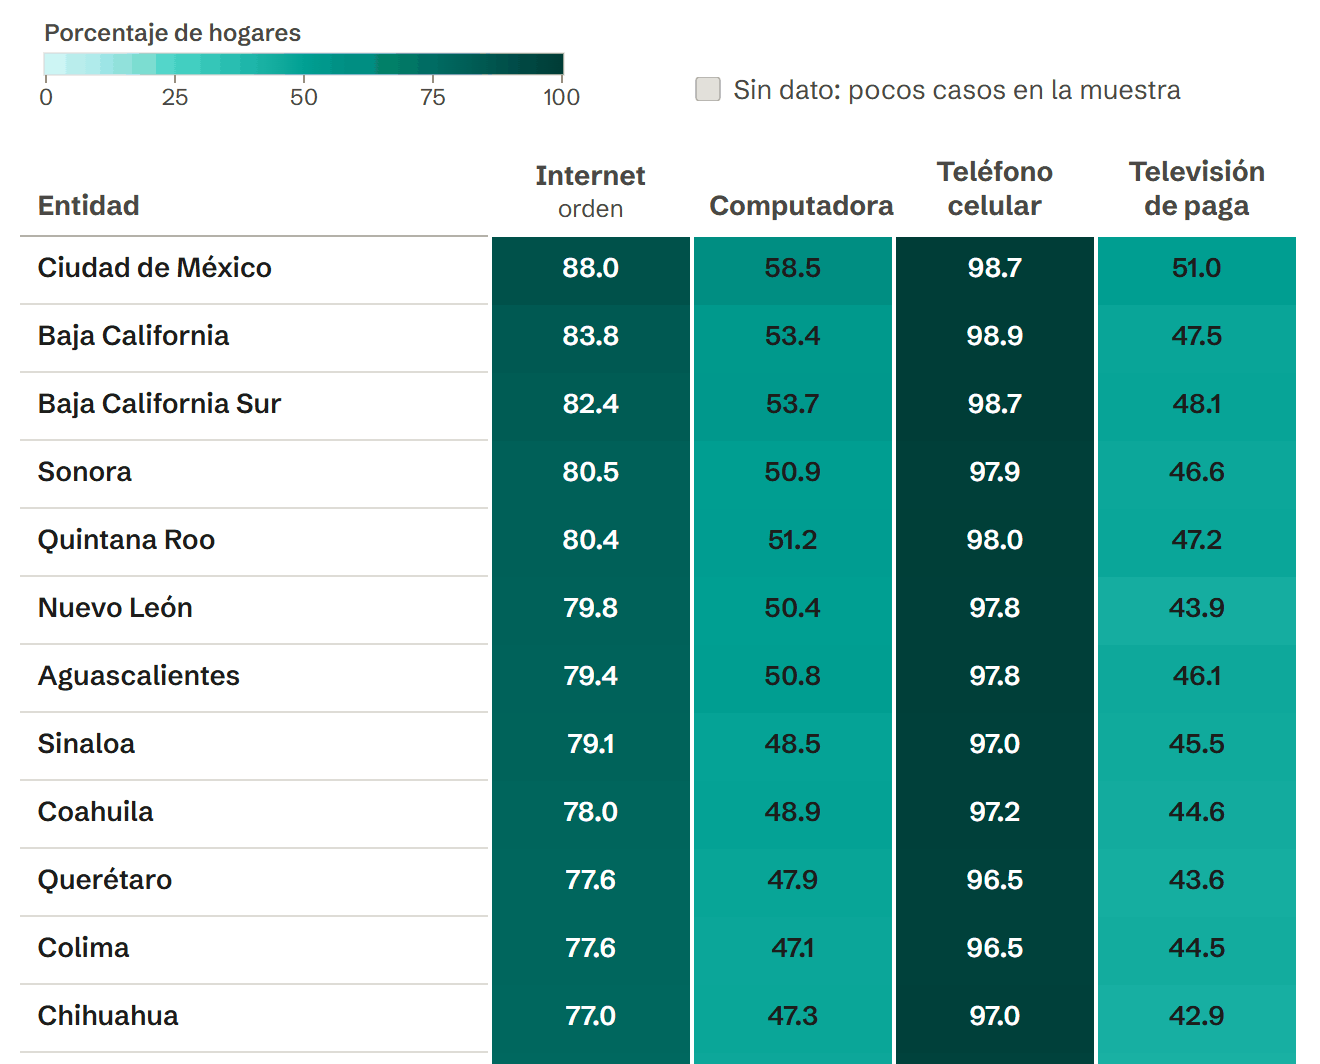 Porcentaje de hogares
0 25 50 75 100
Sin dato: pocos casos en la muestra
Entidad Internet orden Computadora Teléfono celular Televisión de paga
Ciudad de México 88.0 58.5 98.7 51.0
Baja California 83.8 53.4 98.9 47.5
Baja California Sur 82.4 53.7 98.7 48.1
Sonora 80.5 50.9 97.9 46.6
Quintana Roo 80.4 51.2 98.0 47.2
Nuevo León 79.8 50.4 97.8 43.9
Aguascalientes 79.4 50.8 97.8 46.1
Sinaloa 79.1 48.5 97.0 45.5
Coahuila 78.0 48.9 97.2 44.6
Querétaro 77.6 47.9 96.5 43.6
Colima 77.6 47.1 96.5 44.5
Chihuahua 77.0 47.3 97.0 42.9